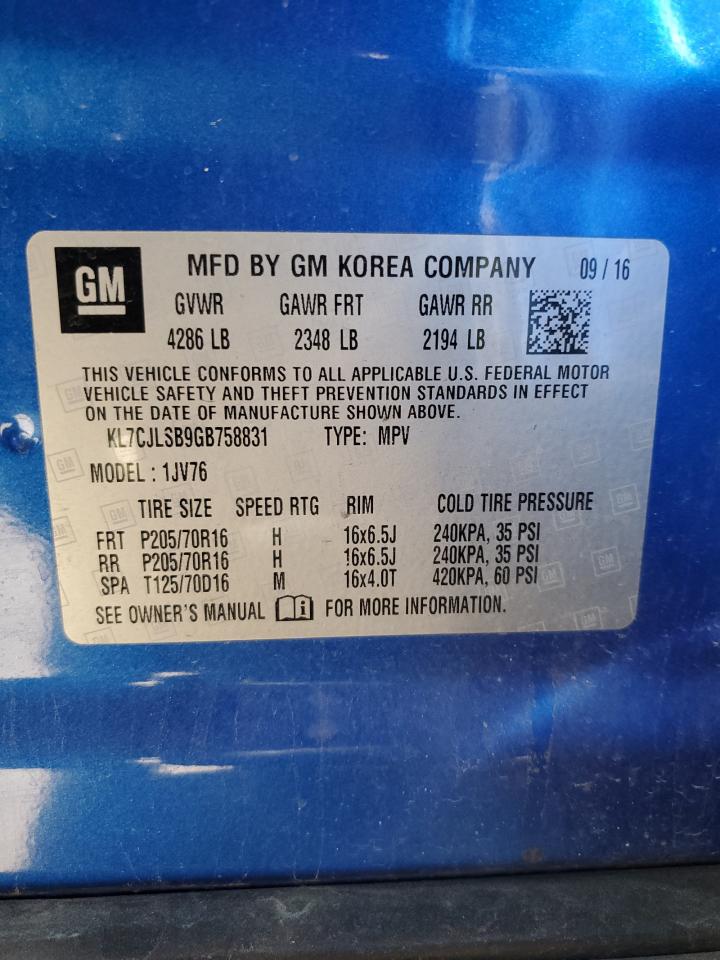 GM MFD BY GM KOREA COMPANY 09 / 16
GVWR GAWR FRT GAWR RR
4286 LB 2348 LB 2194 LB
THIS VEHICLE CONFORMS TO ALL APPLICABLE U.S. FEDERAL MOTOR
VEHICLE SAFETY AND THEFT PREVENTION STANDARDS IN EFFECT
ON THE DATE OF MANUFACTURE SHOWN ABOVE.
KL7CJLSB9GB758831 TYPE: MPV
MODEL : 1JV76
TIRE SIZE SPEED RTG RIM COLD TIRE PRESSURE
FRT P205/70R16 H 16x6.5J 240KPA, 35 PSI
RR P205/70R16 H 16x6.5J 240KPA, 35 PSI
SPA T125/70D16 M 16x4.0T 420KPA, 60 PSI
SEE OWNER'S MANUAL i FOR MORE INFORMATION.